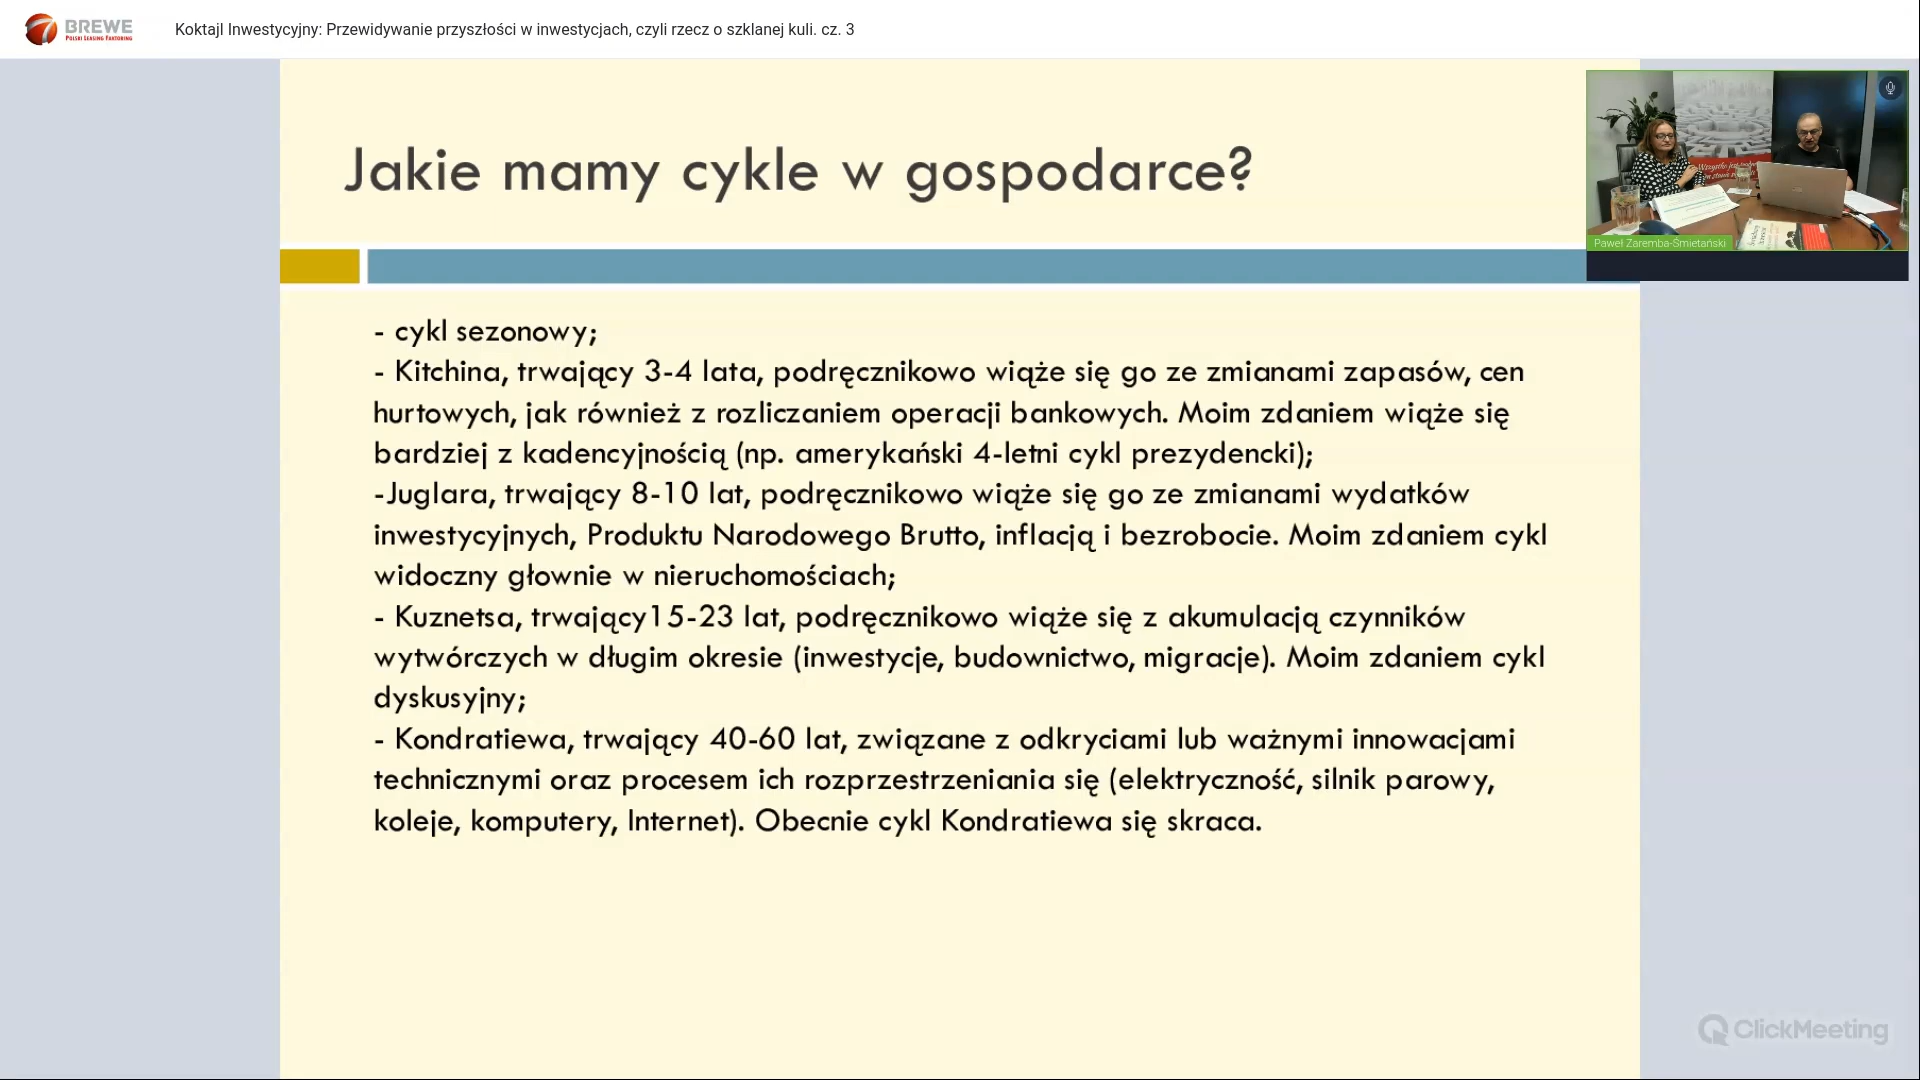 BREWE
POLSKI LEASING FAKTORING
Koktajl Inwestycyjny: Przewidywanie przyszłości w inwestycjach, czyli rzecz o szklanej kuli. cz. 3
Jakie mamy cykle w gospodarce?
Paweł Zaremba-Śmietański
- cykl sezonowy;
- Kitchina, trwający 3-4 lata, podręcznikowo wiąże się go ze zmianami zapasów, cen
hurtowych, jak również z rozliczaniem operacji bankowych. Moim zdaniem wiąże się
bardziej z kadencyjnością (np. amerykański 4-letni cykl prezydencki);
-Juglara, trwający 8-10 lat, podręcznikowo wiąże się go ze zmianami wydatków
inwestycyjnych, Produktu Narodowego Brutto, inflacją i bezrobocie. Moim zdaniem cykl
widoczny głownie w nieruchomościach;
- Kuznetsa, trwający15-23 lat, podręcznikowo wiąże się z akumulacją czynników
wytwórczych w długim okresie (inwestycje, budownictwo, migracje). Moim zdaniem cykl
dyskusyjny;
- Kondratiewa, trwający 40-60 lat, związane z odkryciami lub ważnymi innowacjami
technicznymi oraz procesem ich rozprzestrzeniania się (elektryczność, silnik parowy,
koleje, komputery, Internet). Obecnie cykl Kondratiewa się skraca.
ClickMeeting